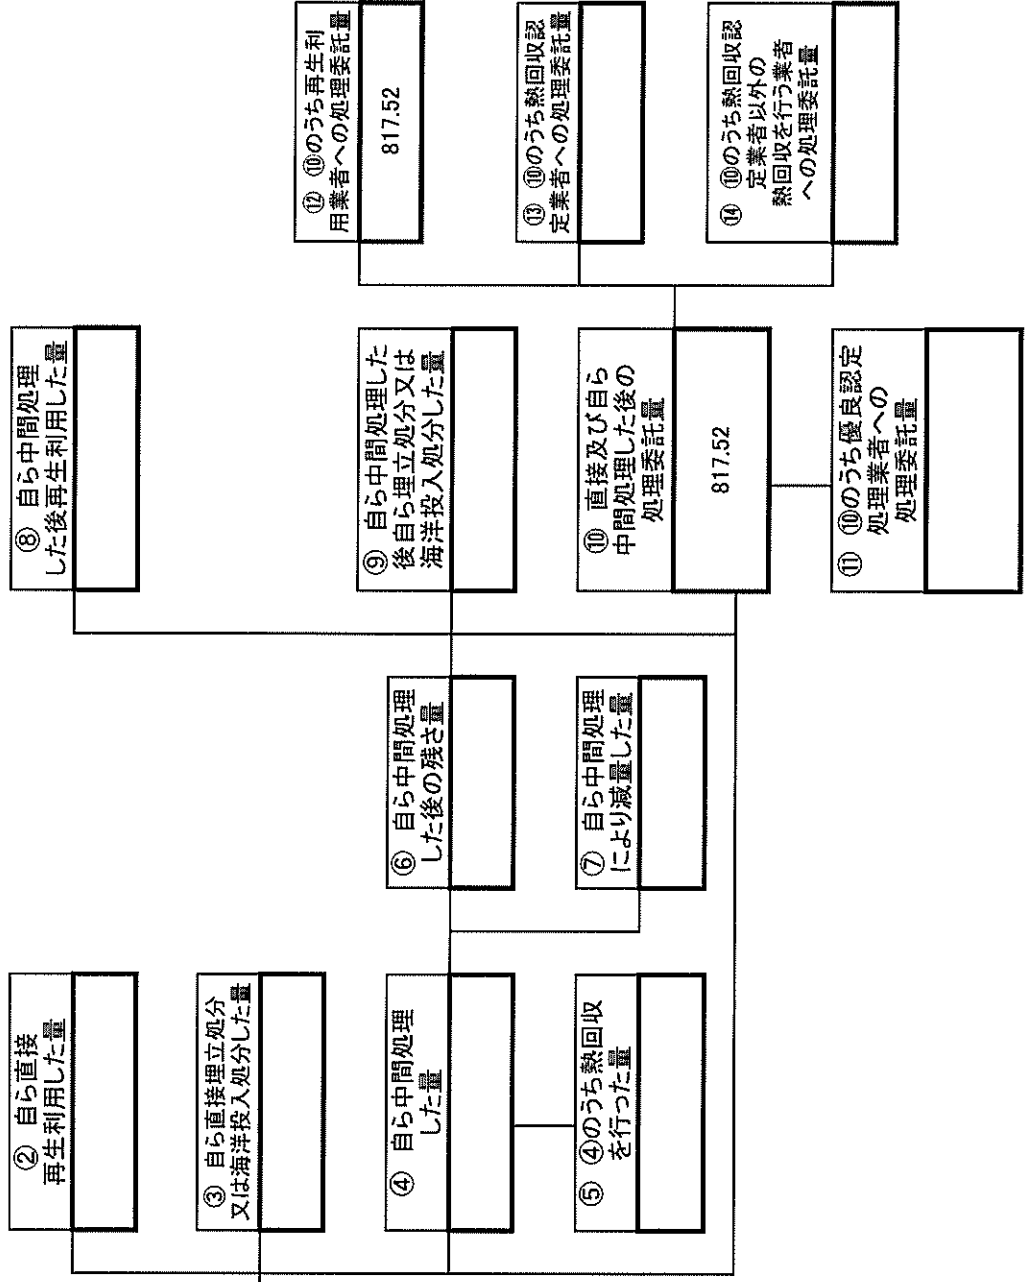 ② 自ら直接
再生利用した量
③ 自ら直接埋立処分
又は海洋投入処分した量
④ 自ら中間処理
した量
⑤ ④のうち熱回収
を行った量
⑥ 自ら中間処理
した後の残さ量
⑦ 自ら中間処理
により減量した量
⑧ 自ら中間処理
した後再生利用した量
⑨ 自ら中間処理した
後自ら埋立処分又は
海洋投入処分した量
⑩ 直接及び自ら
中間処理した後の
処理委託量
817.52
⑪ ⑩のうち優良認定
処理業者への
処理委託量
⑫ ⑩のうち再生利
用業者への処理委託量
817.52
⑬ ⑩のうち熱回収認
定業者への処理委託量
⑭ ⑩のうち熱回収認
定業者以外の
熱回収を行う業者
への処理委託量